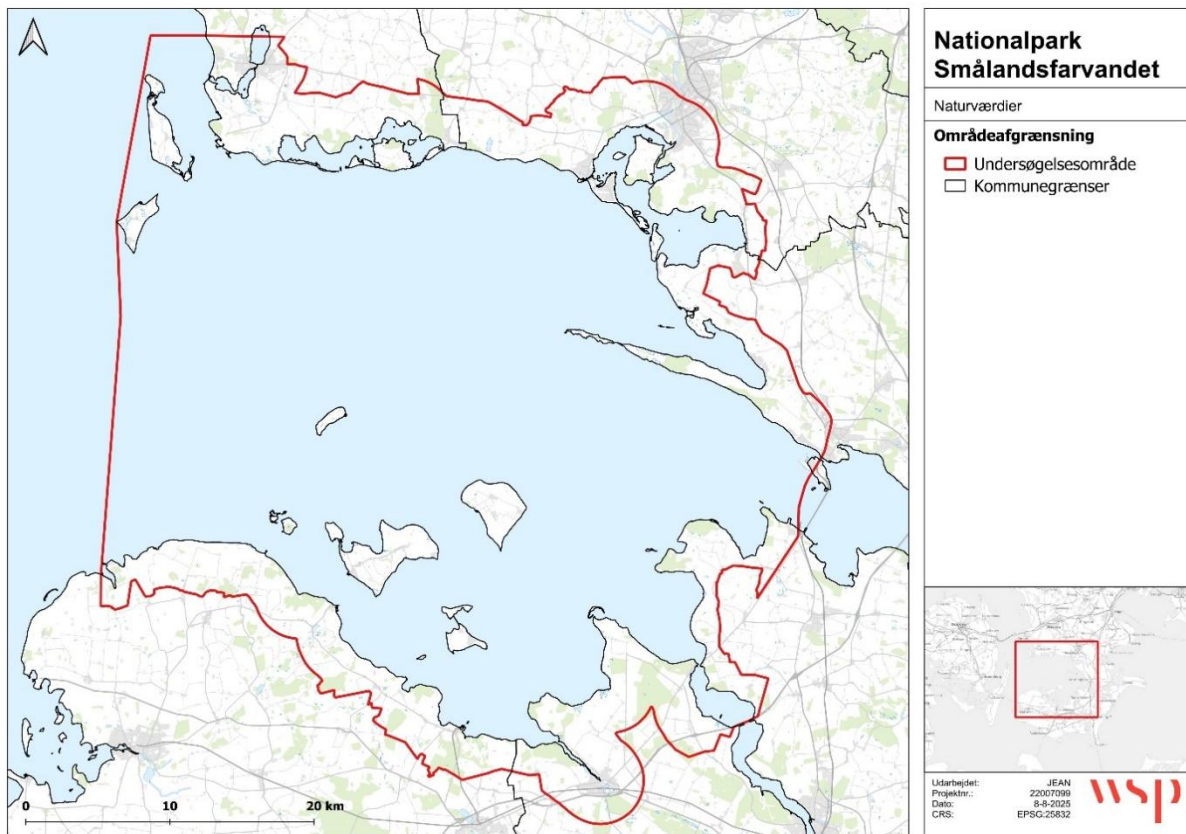 Nationalpark
Smålandsfarvandet
Naturværdier
Områdeafgrænsning
Undersøgelsesområde
Kommunegrænser
0 10 20 km
Udarbejdet: JEAN
Projektnr.: 22007099
Dato: 8-8-2025
CRS: EPSG:25832
wsp